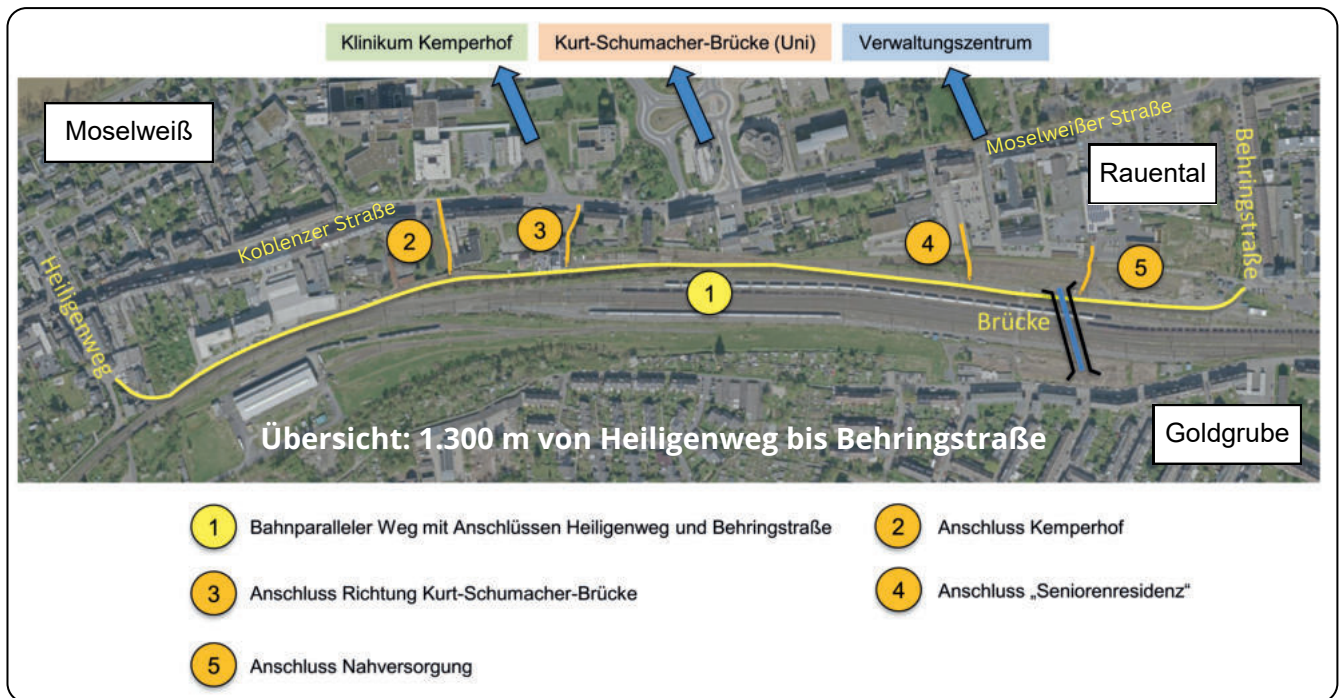 Klinikum Kemperhof
Kurt-Schumacher-Brücke (Uni)
Verwaltungszentrum
Moselweiß
Moselweißer Straße
Behringstraße
Rauental
Koblenzer Straße
2
3
4
5
Heiligenweg
1
Brücke
Übersicht: 1.300 m von Heiligenweg bis Behringstraße
Goldgrube
1 Bahnparalleler Weg mit Anschlüssen Heiligenweg und Behringstraße
2 Anschluss Kemperhof
3 Anschluss Richtung Kurt-Schumacher-Brücke
4 Anschluss „Seniorenresidenz“
5 Anschluss Nahversorgung